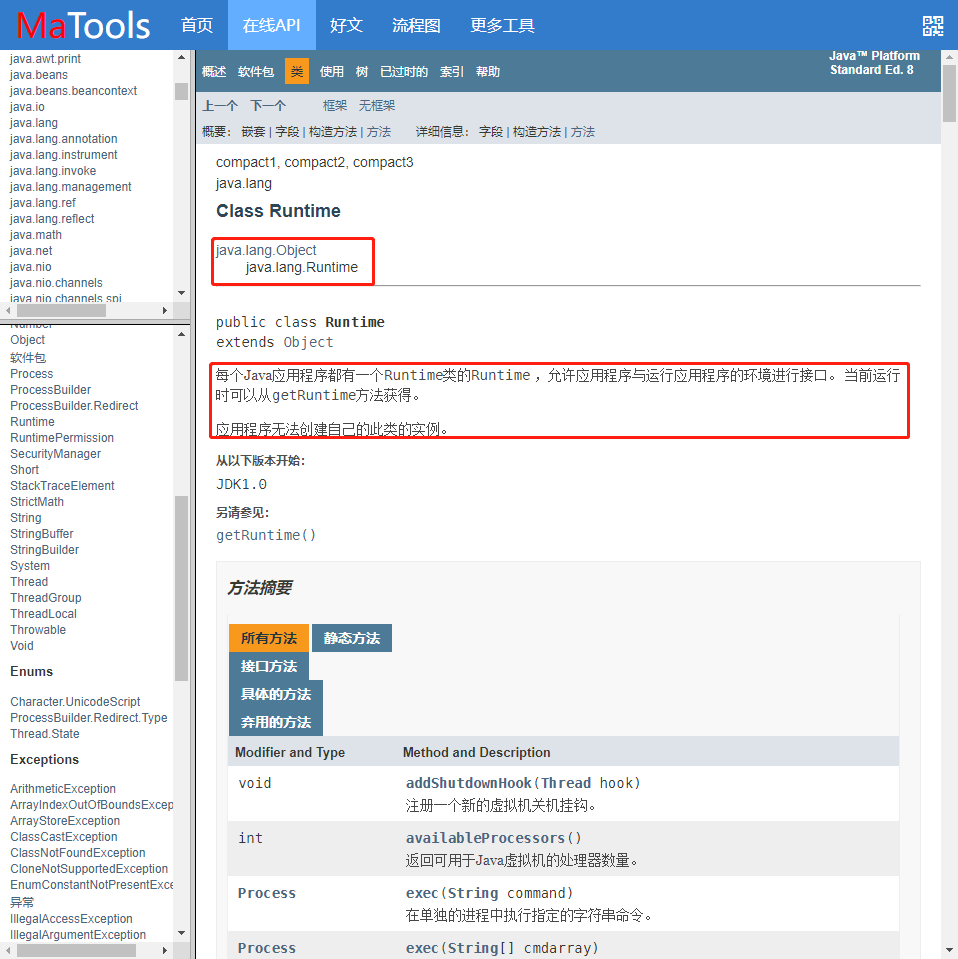 MaTools 首页 在线API 好文 流程图 更多工具
java.awt.print
java.beans
java.beans.beancontext
java.io
java.lang
java.lang.annotation
java.lang.instrument
java.lang.invoke
java.lang.management
java.lang.ref
java.lang.reflect
java.math
java.net
java.nio
java.nio.channels
java.nio.channels.spi
Number
Object
软件包
Process
ProcessBuilder
ProcessBuilder.Redirect
Runtime
RuntimePermission
SecurityManager
Short
StackTraceElement
StrictMath
String
StringBuffer
StringBuilder
System
Thread
ThreadGroup
ThreadLocal
Throwable
Void
Enums
Character.UnicodeScript
ProcessBuilder.Redirect.Type
Thread.State
Exceptions
ArithmeticException
ArrayIndexOutOfBoundsExcep
ArrayStoreException
ClassCastException
ClassNotFoundException
CloneNotSupportedException
EnumConstantNotPresentExce
异常
IllegalAccessException
IllegalArgumentException
概述 软件包 类 使用 树 已过时的 索引 帮助
Java™ Platform
Standard Ed. 8
上一个 下一个 框架 无框架
概要： 嵌套 | 字段 | 构造方法 | 方法 详细信息： 字段 | 构造方法 | 方法
compact1, compact2, compact3
java.lang
Class Runtime
java.lang.Object
java.lang.Runtime
public class Runtime
extends Object
每个Java应用程序都有一个Runtime类的Runtime ，允许应用程序与运行应用程序的环境进行接口。 当前运行
时可以从getRuntime方法获得。
应用程序无法创建自己的此类的实例。
从以下版本开始：
JDK1.0
另请参见：
getRuntime()
方法摘要
所有方法 静态方法
接口方法
具体的方法
弃用的方法
Modifier and Type Method and Description
void addShutdownHook(Thread hook)
注册一个新的虚拟机关机挂钩。
int availableProcessors()
返回可用于Java虚拟机的处理器数量。
Process exec(String command)
在单独的进程中执行指定的字符串命令。
Process exec(String[] cmdarray)